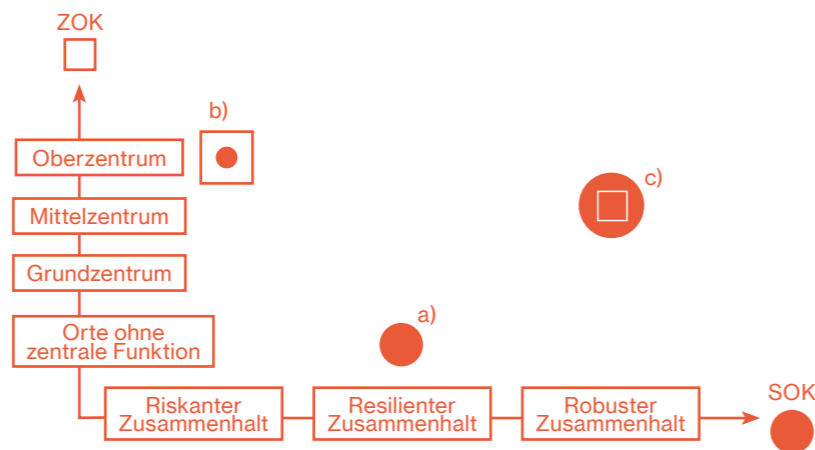 ZOK
b)
Oberzentrum
c)
Mittelzentrum
Grundzentrum
a)
Orte ohne
zentrale Funktion
SOK
Riskanter
Zusammenhalt
Resilienter
Zusammenhalt
Robuster
Zusammenhalt